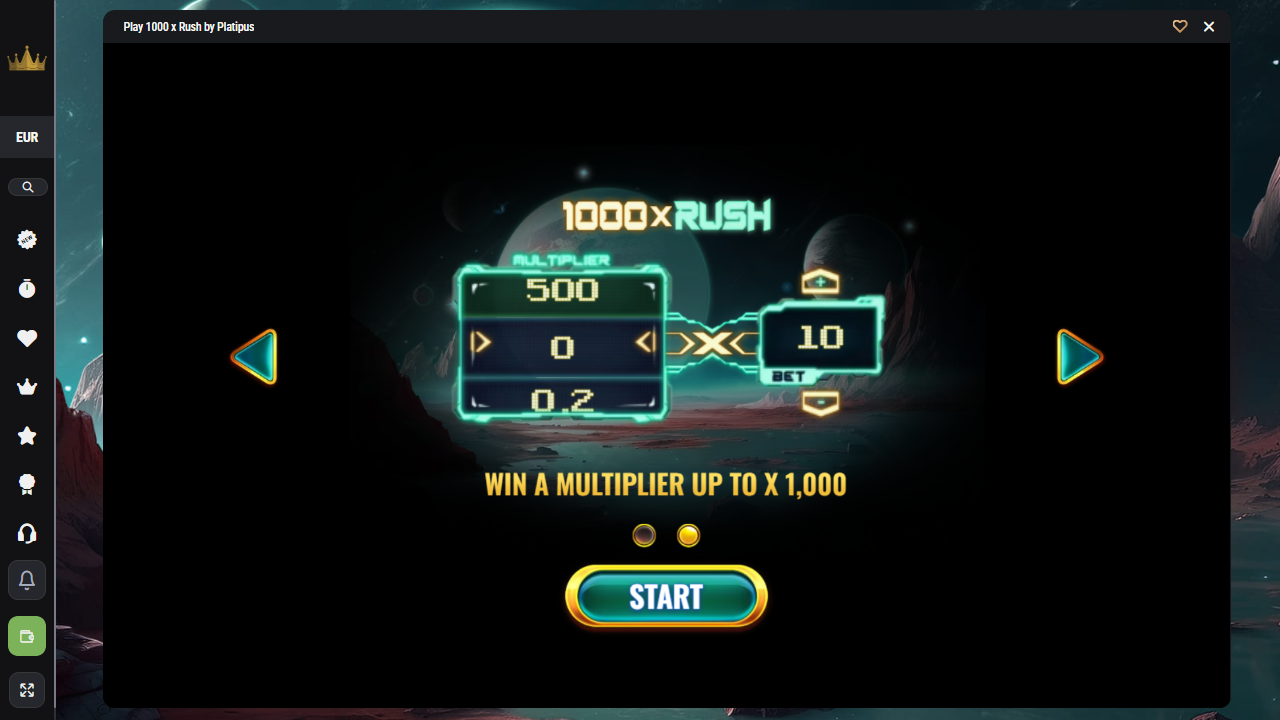 Play 1000 x Rush by Platipus
EUR
NEW
1000xRUSH
MULTIPLIER
500
0
0.2
X
+
10
BET
-
WIN A MULTIPLIER UP TO X 1,000
START